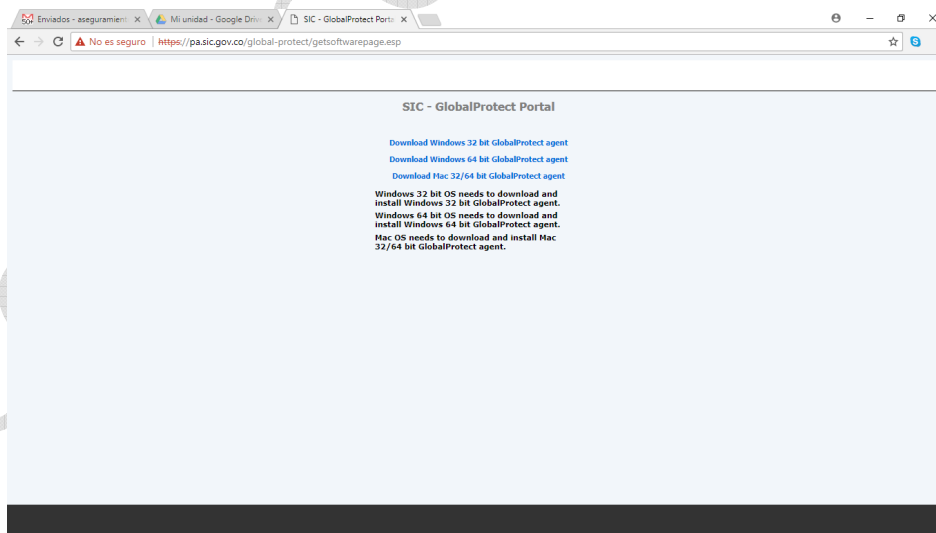 Enviados - aseguramient
Mi unidad - Google Driv
SIC - GlobalProtect Porta
50+
No es seguro | https://pa.sic.gov.co/global-protect/getsoftwarepage.esp
SIC - GlobalProtect Portal
Download Windows 32 bit GlobalProtect agent
Download Windows 64 bit GlobalProtect agent
Download Mac 32/64 bit GlobalProtect agent
Windows 32 bit OS needs to download and
install Windows 32 bit GlobalProtect agent.
Windows 64 bit OS needs to download and
install Windows 64 bit GlobalProtect agent.
Mac OS needs to download and install Mac
32/64 bit GlobalProtect agent.